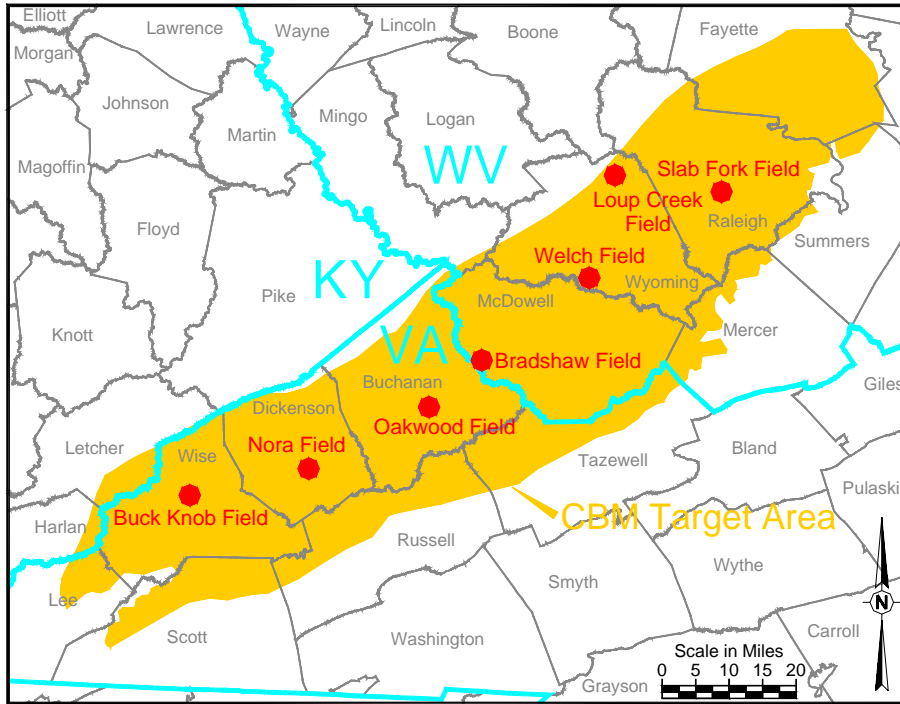 Elliott
Lawrence
Wayne
Lincoln
Boone
Fayette
Morgan
Johnson
Martin
Mingo
Logan
Magoffin
WV
Slab Fork Field
Loup Creek
Field
Raleigh
Floyd
Summers
Welch Field
KY
Pike
McDowell
Wyoming
Mercer
Knott
VA
Bradshaw Field
Buchanan
Giles
Dickenson
Oakwood Field
Letcher
Wise
Nora Field
Bland
Tazewell
Pulaski
Buck Knob Field
CBM Target Area
Harlan
Russell
Wythe
Smyth
Lee
N
Scott
Washington
Carroll
Scale in Miles
0 5 10 15 20
Grayson